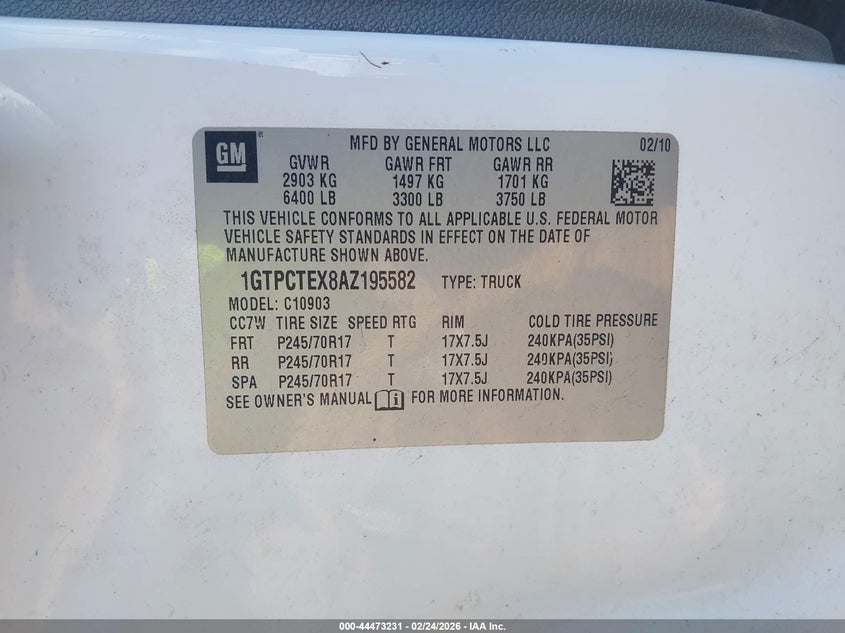 GM
®
MFD BY GENERAL MOTORS LLC 02/10
GVWR GAWR FRT GAWR RR
2903 KG 1497 KG 1701 KG
6400 LB 3300 LB 3750 LB
THIS VEHICLE CONFORMS TO ALL APPLICABLE U.S. FEDERAL MOTOR
VEHICLE SAFETY STANDARDS IN EFFECT ON THE DATE OF
MANUFACTURE SHOWN ABOVE.
1GTPCTEX8AZ195582 TYPE: TRUCK
MODEL: C10903
CC7W TIRE SIZE SPEED RTG RIM COLD TIRE PRESSURE
FRT P245/70R17 T 17X7.5J 240KPA(35PSI)
RR P245/70R17 T 17X7.5J 240KPA(35PSI)
SPA P245/70R17 T 17X7.5J 240KPA(35PSI)
SEE OWNER'S MANUAL FOR MORE INFORMATION.
000-44473231 - 02/24/2026 - IAA Inc.